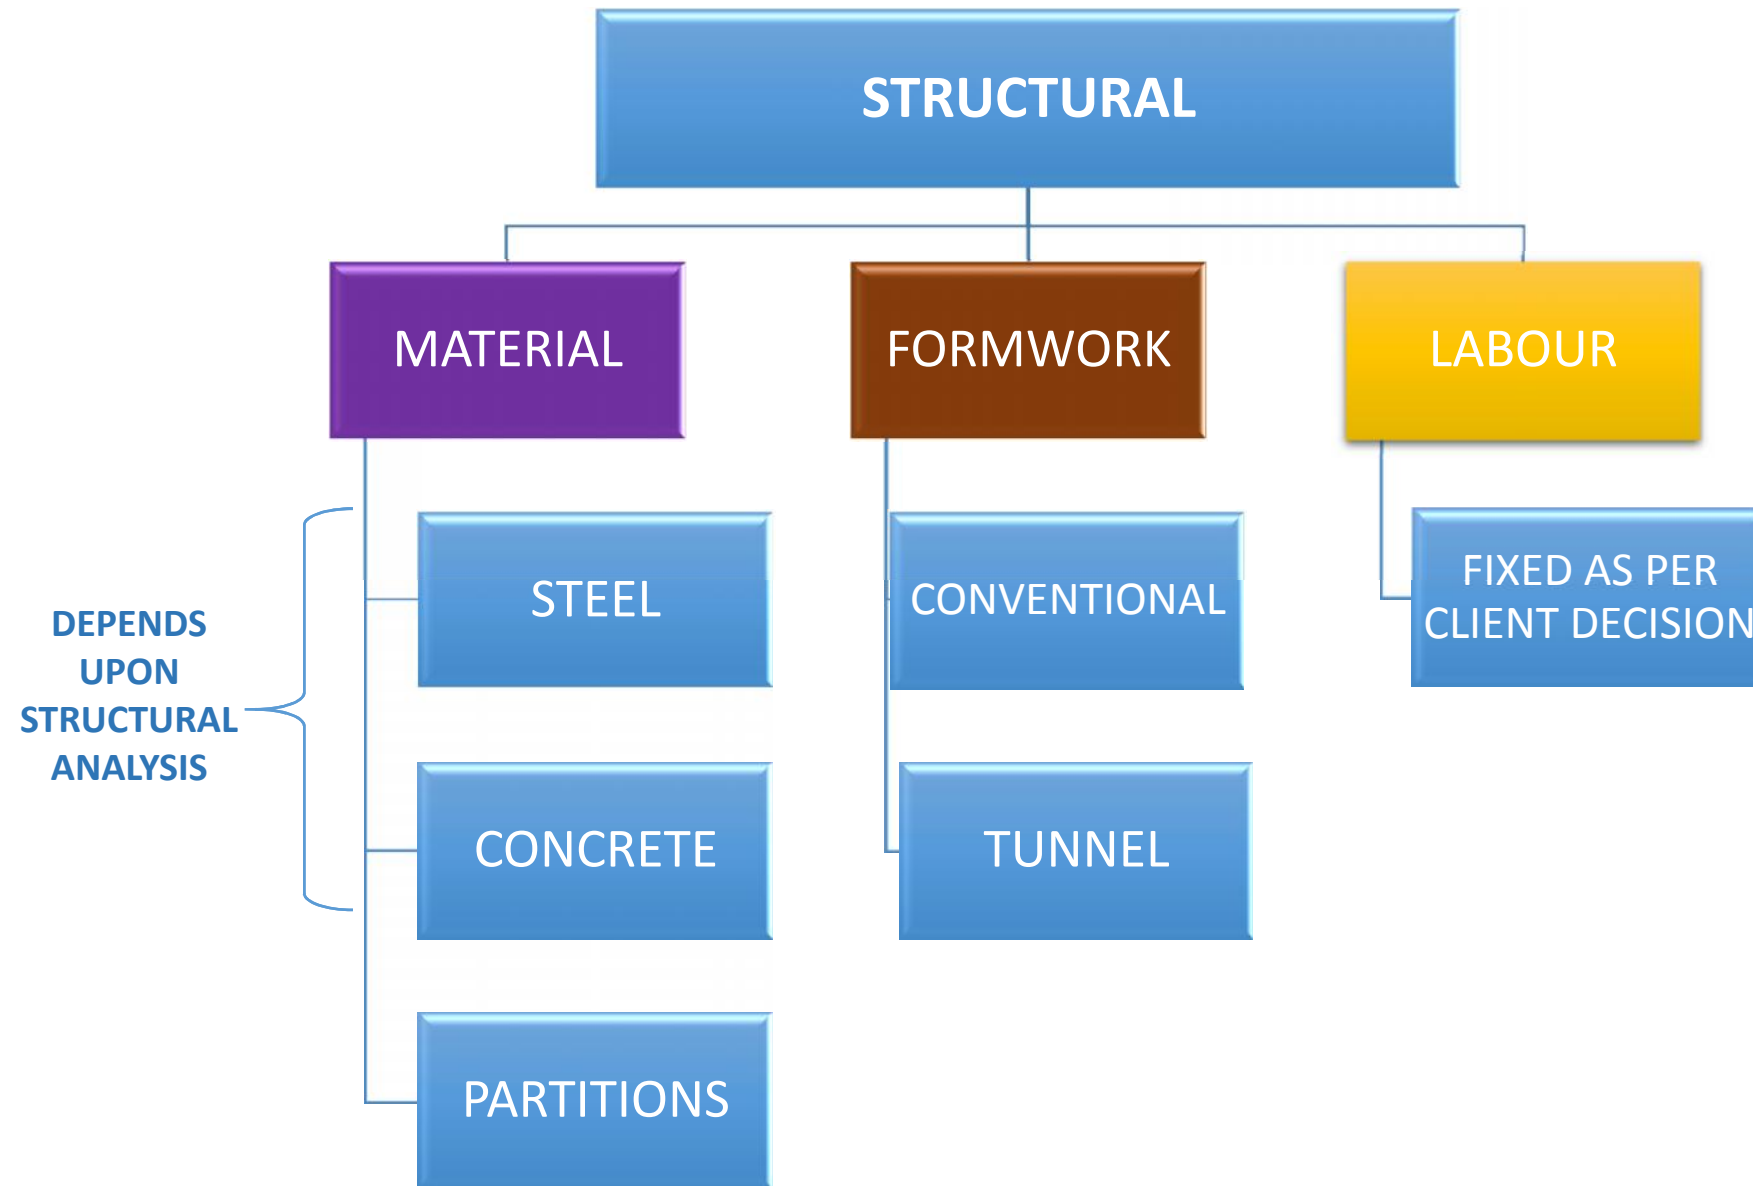 STRUCTURAL
MATERIAL
FORMWORK
LABOUR
DEPENDS
UPON
STRUCTURAL
ANALYSIS
STEEL
CONCRETE
PARTITIONS
CONVENTIONAL
TUNNEL
FIXED AS PER
CLIENT DECISION